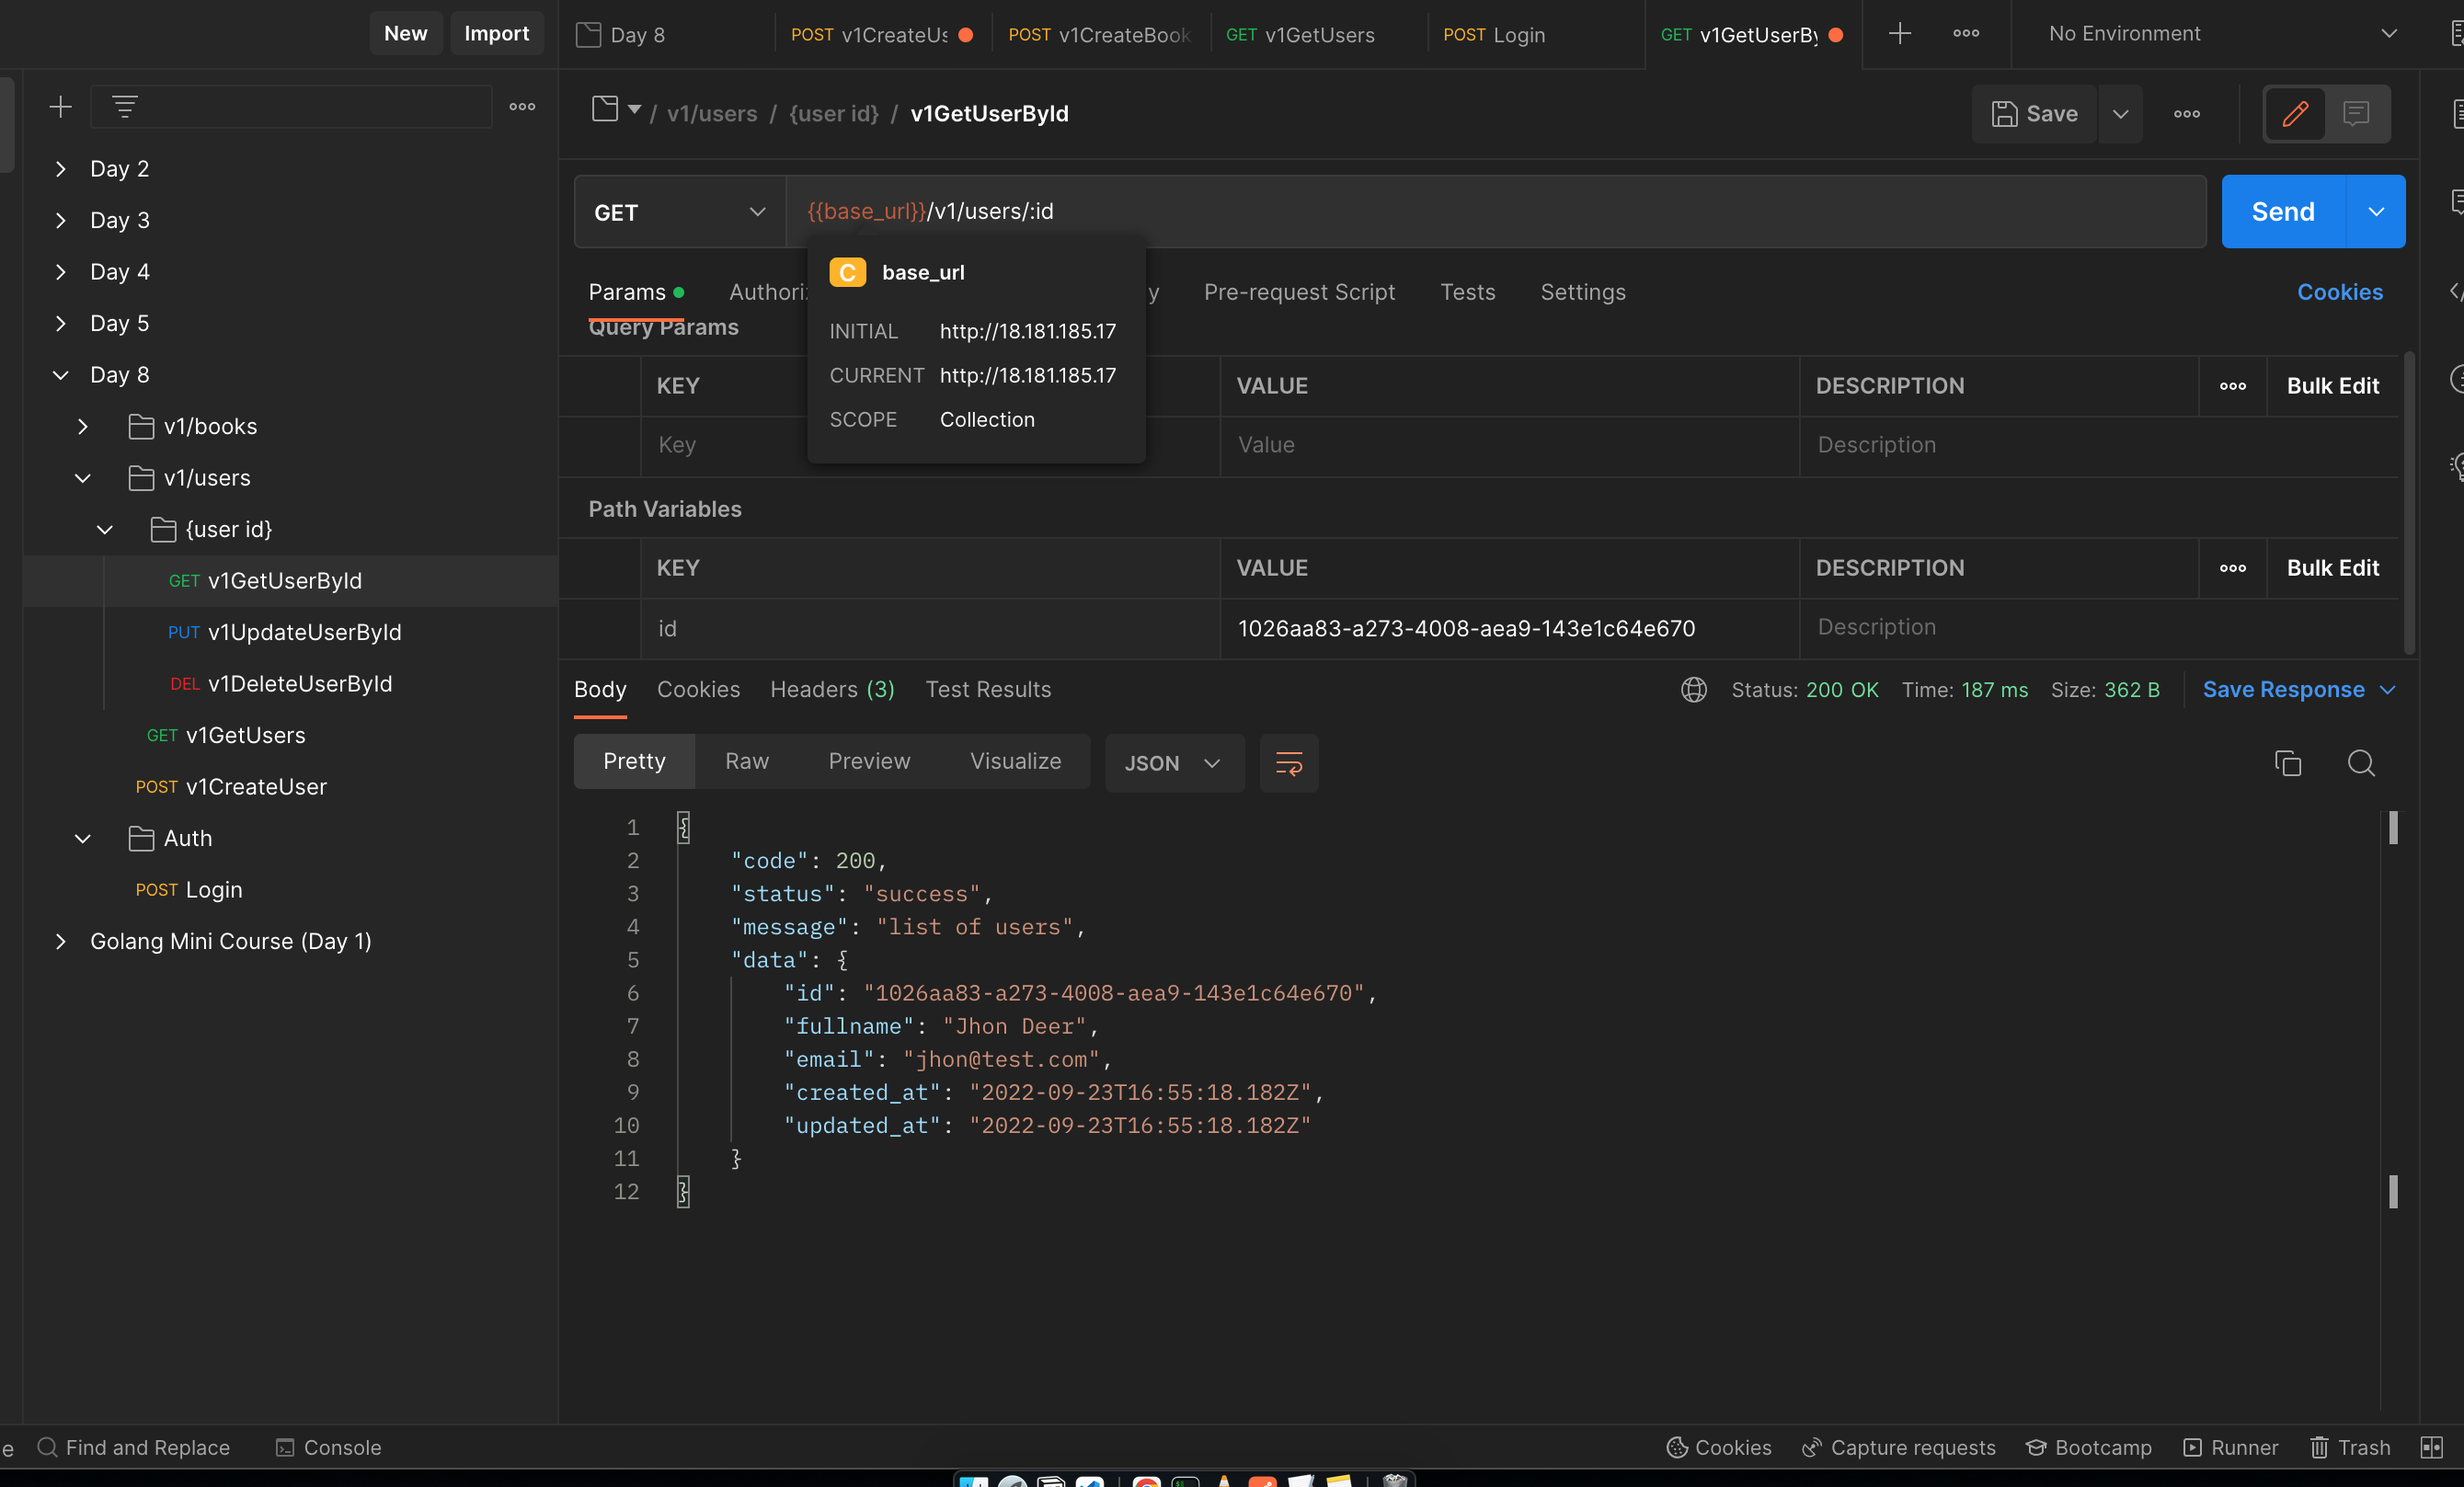 New
Import
Day 8
POST v1CreateUs
POST v1CreateBook
GET v1GetUsers
POST Login
GET v1GetUserBy
No Environment
/ v1/users / {user id} / v1GetUserById
Save
Day 2
Day 3
Day 4
Day 5
Day 8
v1/books
v1/users
{user id}
GET v1GetUserById
PUT v1UpdateUserById
DEL v1DeleteUserById
GET v1GetUsers
POST v1CreateUser
Auth
POST Login
Golang Mini Course (Day 1)
GET
{{base_url}}/v1/users/:id
Send
C base_url
INITIAL http://18.181.185.17
CURRENT http://18.181.185.17
SCOPE Collection
Params
Authori
y
Pre-request Script
Tests
Settings
Cookies
Query Params
KEY VALUE DESCRIPTION Bulk Edit
Key Value Description
Path Variables
KEY VALUE DESCRIPTION Bulk Edit
id 1026aa83-a273-4008-aea9-143e1c64e670 Description
Body Cookies Headers (3) Test Results
Status: 200 OK Time: 187 ms Size: 362 B Save Response
Pretty Raw Preview Visualize JSON
1 {
2 "code": 200,
3 "status": "success",
4 "message": "list of users",
5 "data": {
6 "id": "1026aa83-a273-4008-aea9-143e1c64e670",
7 "fullname": "Jhon Deer",
8 "email": "jhon@test.com",
9 "created_at": "2022-09-23T16:55:18.182Z",
10 "updated_at": "2022-09-23T16:55:18.182Z"
11 }
12 }
e Find and Replace Console
Cookies Capture requests Bootcamp Runner Trash